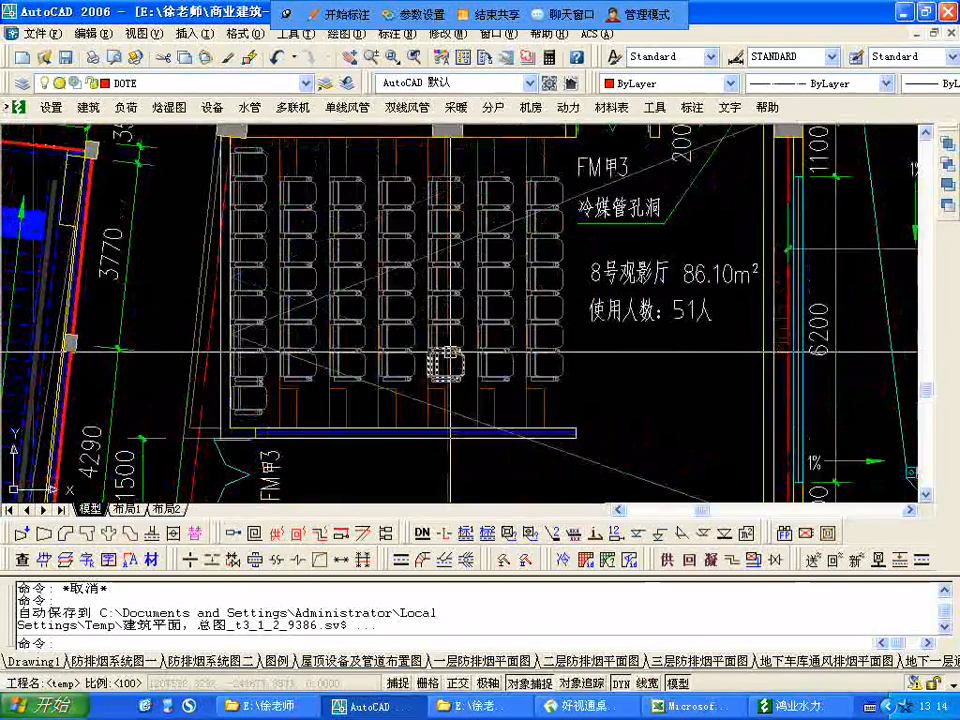 AutoCAD 2006 - [E:\徐老师\商业建筑-
开始标注 参数设置 结束共享 聊天窗口 管理模式
文件(F) 编辑(E) 视图(V) 插入(I) 格式(O) 工具(T) 绘图(D) 标注(N) 修改(M) 窗口(W) 帮助(H) ACS(A)
Standard STANDARD Standard
DOTE AutoCAD 默认 ByLayer ByLayer ByL
设置 建筑 负荷 焓湿图 设备 水管 多联机 单线风管 双线风管 采暖 分户 机房 动力 材料表 工具 标注 文字 帮助
FM甲3
200
1100
冷媒管孔洞
3770
8号观影厅 86.10m²
使用人数: 51人
6200
4290
1500
FM甲3
1%
Y
X
模型 布局1 布局2
DN
查 材
供 回 凝 送 回 新
命令: *取消*
命令:
自动保存到 C:\Documents and Settings\Administrator\Local
Settings\Temp\建筑平面, 总图_t3_1_2_9386.sv$ ...
命令:
Drawing1 防排烟系统图一 防排烟系统图二 图例 屋顶设备及管道布置图 一层防排烟平面图 二层防排烟平面图 三层防排烟平面图 地下车库通风排烟平面图 地下一层通
工程名:<temp> 比例:<100> 捕捉 栅格 正交 极轴 对象捕捉 对象追踪 DYN 线宽 模型
开始 E:\徐老师 AutoCAD ... E:\徐老... 好视通桌... Microsof... 鸿业水力. 13 14